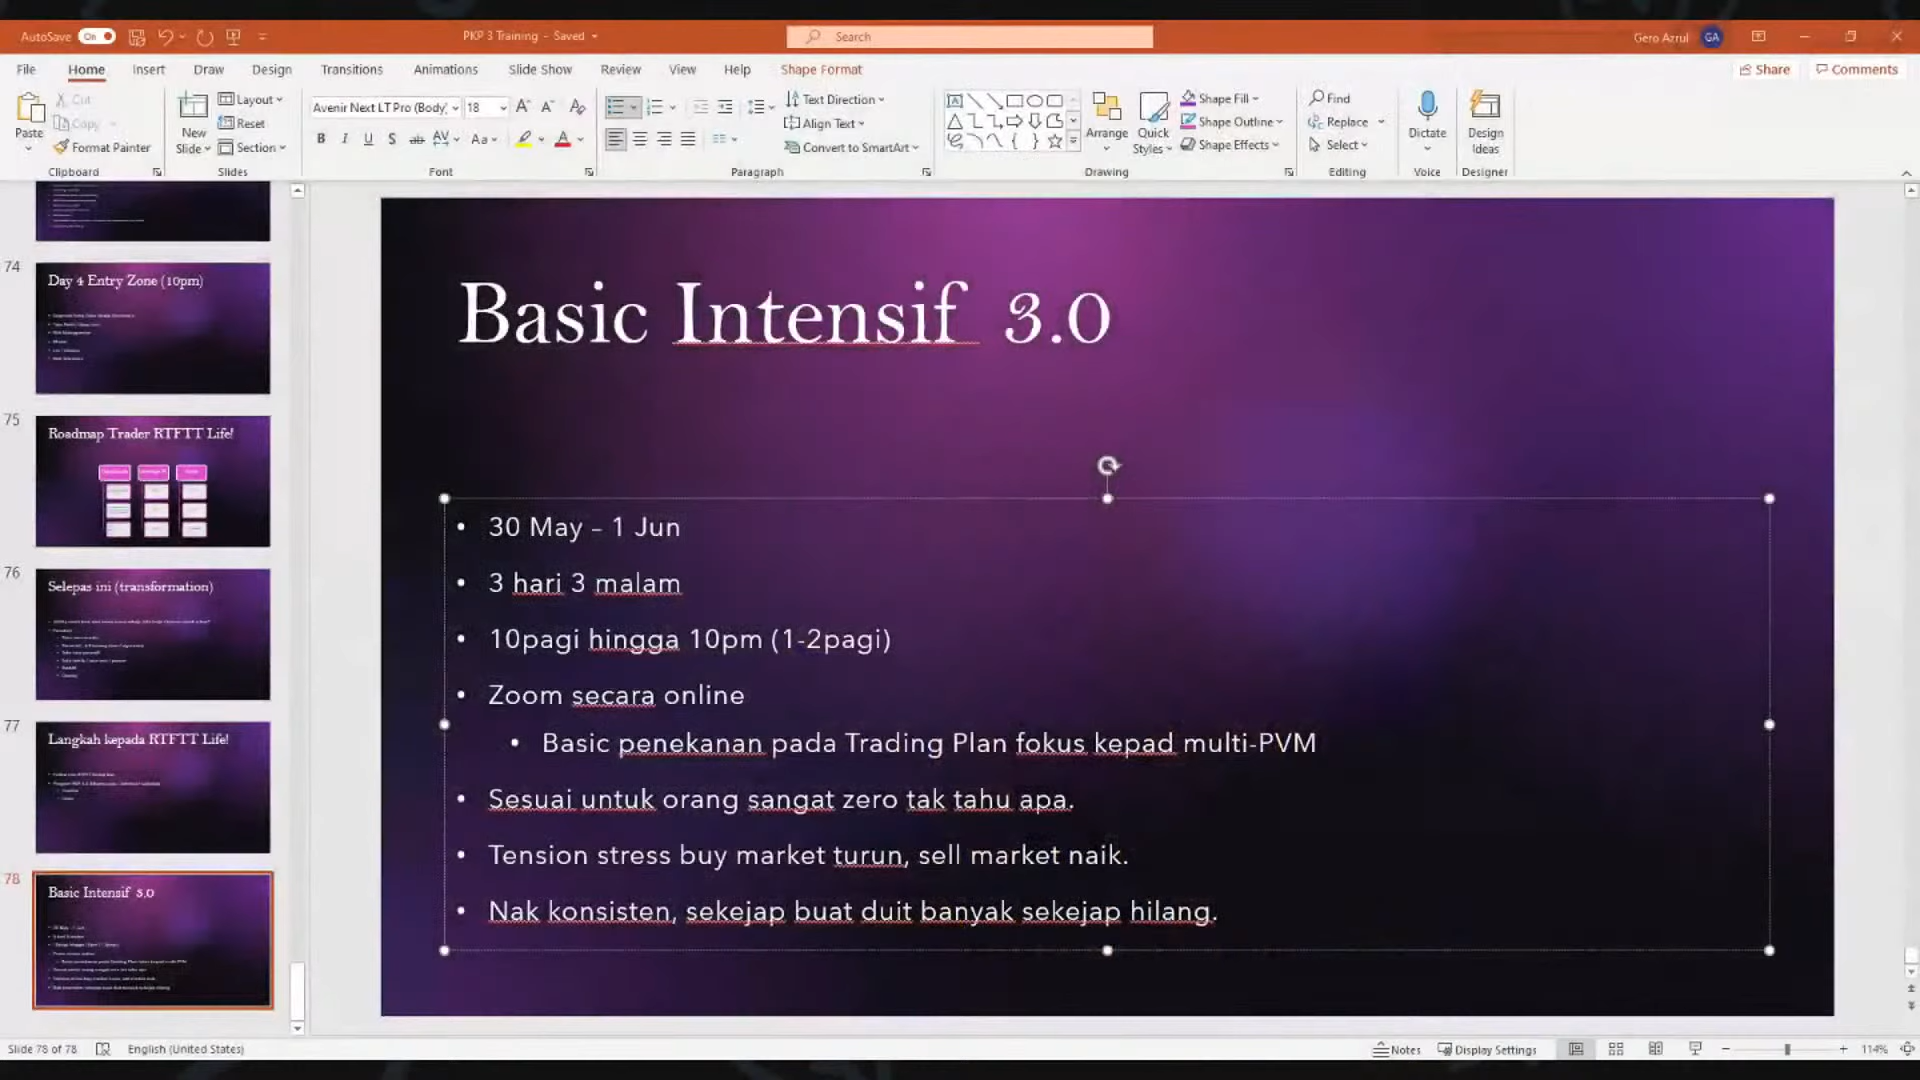 AutoSave On
PKP 3 Training - Saved
Search
Gero Azrul GA
File Home Insert Draw Design Transitions Animations Slide Show Review View Help Shape Format
Share Comments
Paste
Cut
Copy
Format Painter
Clipboard
New Slide
Layout
Reset
Section
Slides
Avenir Next LT Pro (Body) 18
Font
Text Direction
Align Text
Convert to SmartArt
Paragraph
Arrange
Quick Styles
Shape Fill
Shape Outline
Shape Effects
Drawing
Find
Replace
Select
Editing
Dictate
Voice
Design Ideas
Designer
74
Day 4 Entry Zone (10pm)
75
Roadmap Trader RTFTT Life!
76
Selepas ini (transformation)
77
Langkah kepada RTFTT Life!
78
Basic Intensif 3.0
Basic Intensif 3.0
• 30 May – 1 Jun
• 3 hari 3 malam
• 10pagi hingga 10pm (1-2pagi)
• Zoom secara online
• Basic penekanan pada Trading Plan fokus kepad multi-PVM
• Sesuai untuk orang sangat zero tak tahu apa.
• Tension stress buy market turun, sell market naik.
• Nak konsisten, sekejap buat duit banyak sekejap hilang.
Slide 78 of 78
English (United States)
Notes
Display Settings
114%